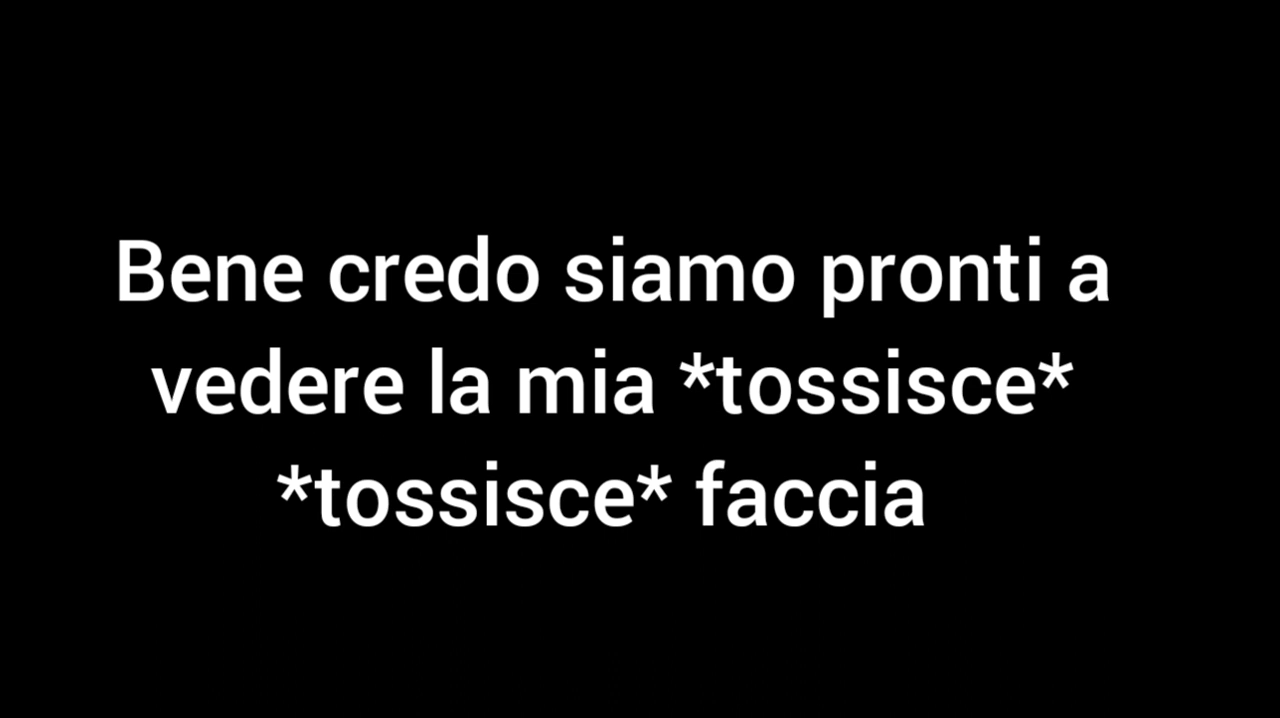 Bene credo siamo pronti a
vedere la mia *tossisce*
*tossisce* faccia